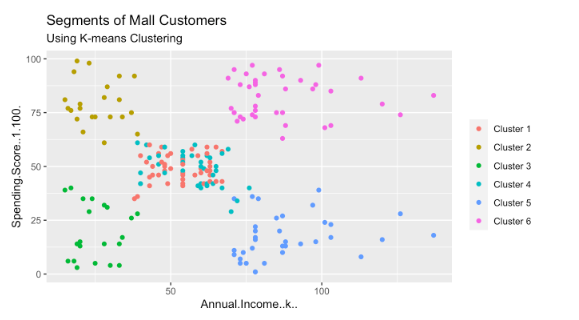 Segments of Mall Customers
Using K-means Clustering
100
75
50
25
0
Spending.Score..1.100.
50
100
Annual.Income..k..
Cluster 1
Cluster 2
Cluster 3
Cluster 4
Cluster 5
Cluster 6